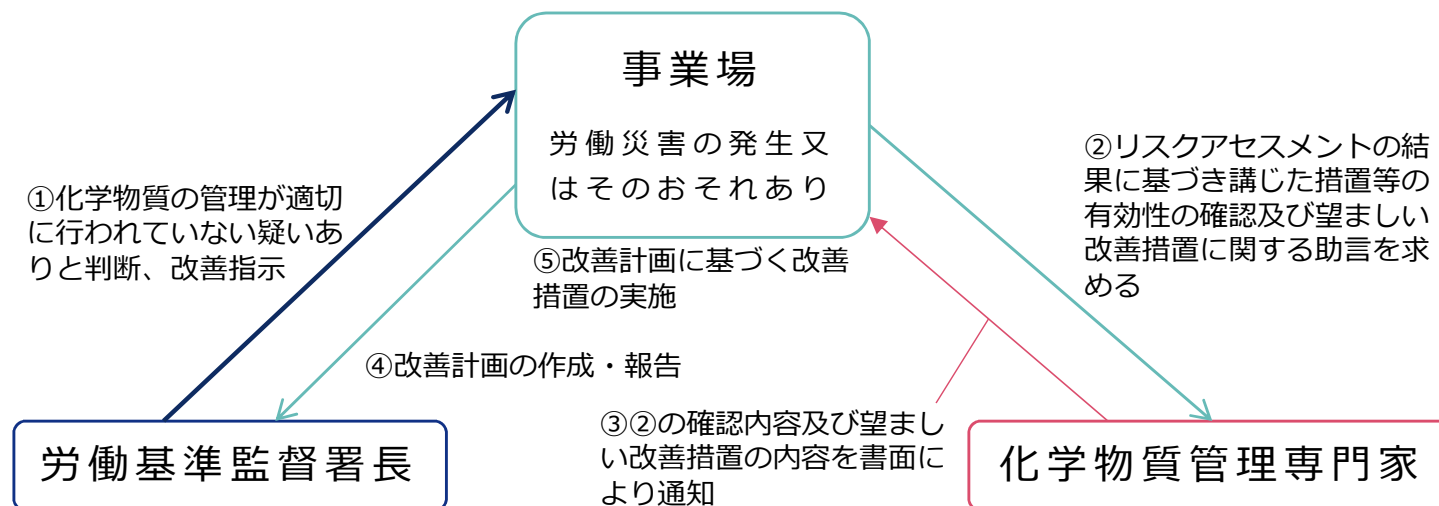 事業場
労働災害の発生又
はそのおそれあり
①化学物質の管理が適切
に行われていない疑いあ
りと判断、改善指示
②リスクアセスメントの結
果に基づき講じた措置等の
有効性の確認及び望ましい
改善措置に関する助言を求
める
⑤改善計画に基づく改善
措置の実施
④改善計画の作成・報告
③②の確認内容及び望まし
い改善措置の内容を書面に
より通知
労働基準監督署長
化学物質管理専門家